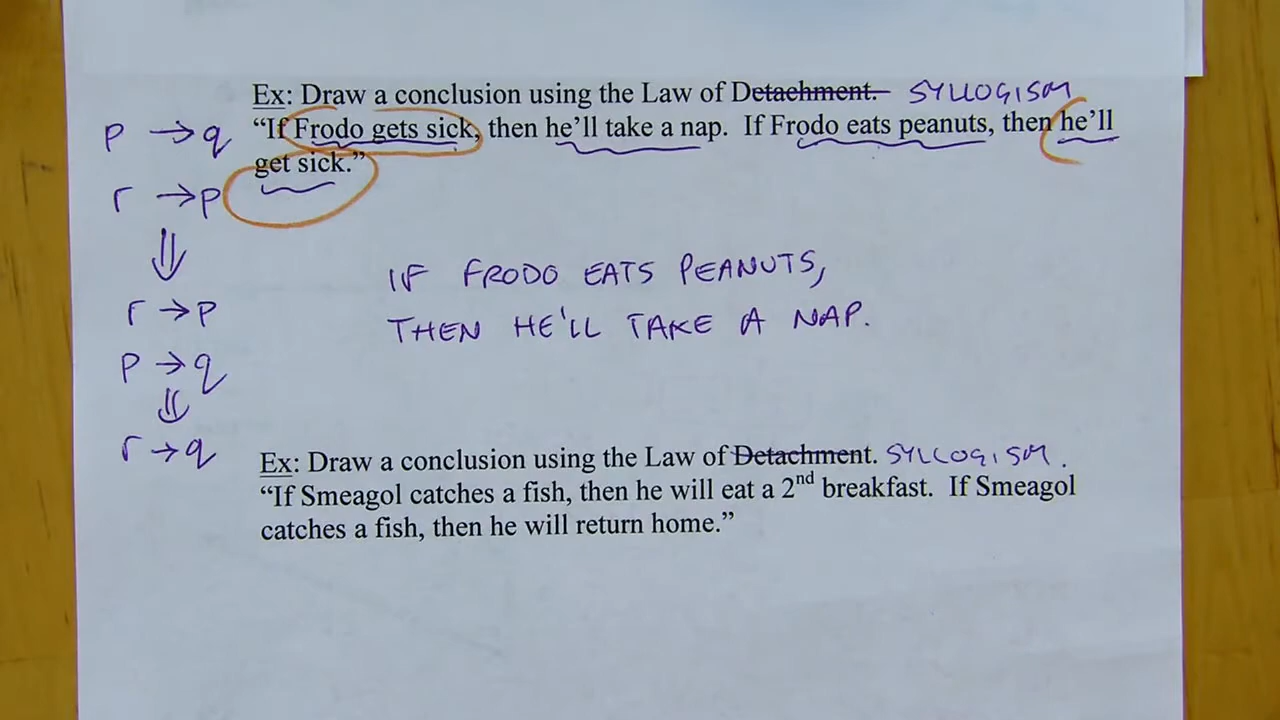 Ex: Draw a conclusion using the Law of Detachment. SYLLOGISM
p → q
"If Frodo gets sick, then he'll take a nap. If Frodo eats peanuts, then he'll
get sick."
r → p
⇓
IF FRODO EATS PEANUTS,
r → p
THEN HE'LL TAKE A NAP.
p → q
⇓
r → q
Ex: Draw a conclusion using the Law of Detachment. SYLLOGISM.
"If Smeagol catches a fish, then he will eat a 2nd breakfast. If Smeagol
catches a fish, then he will return home."